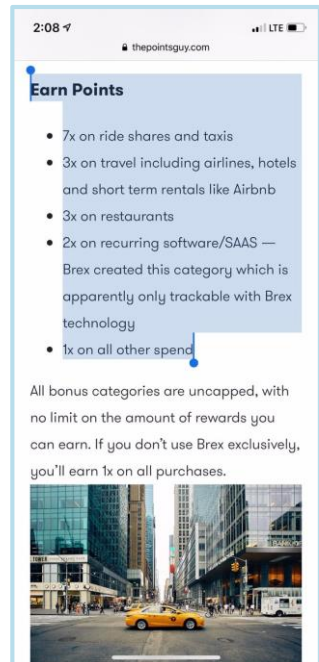 2:08
LTE
thepointsguy.com
Earn Points
• 7x on ride shares and taxis
• 3x on travel including airlines, hotels
and short term rentals like Airbnb
• 3x on restaurants
• 2x on recurring software/SAAS —
Brex created this category which is
apparently only trackable with Brex
technology
• 1x on all other spend
All bonus categories are uncapped, with
no limit on the amount of rewards you
can earn. If you don't use Brex exclusively,
you'll earn 1x on all purchases.